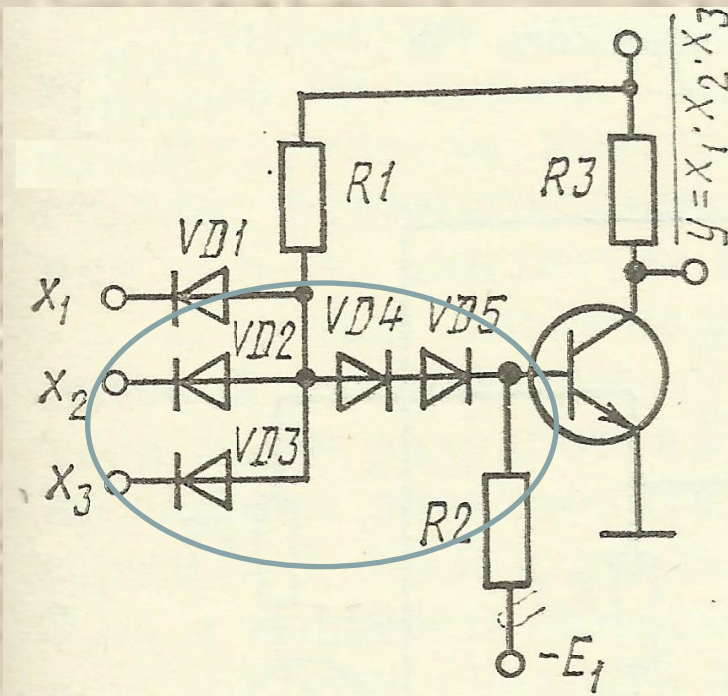 R1
R3
y=x₁·x₂·x₃
VD1
X₁
VD2
VD4
VD5
X₂
VD3
X₃
R2
-E₁